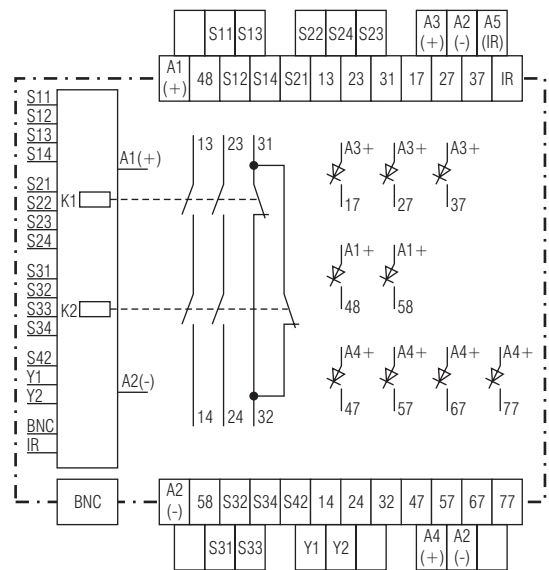 S11 S13 S22 S24 S23 A3 (+) A2 (-) A5 (IR)
A1 (+) 48 S12 S14 S21 13 23 31 17 27 37 IR
S11
S12
S13
S14
A1(+)
S21
K1
S22
S23
S24
S31
S32
K2
S33
S34
S42
Y1
A2(-)
Y2
BNC
IR
13 23 31
14 24 32
A3+ A3+ A3+
17 27 37
A1+ A1+
48 58
A4+ A4+ A4+ A4+
47 57 67 77
BNC
A2 (-) 58 S32 S34 S42 14 24 32 47 57 67 77
S31 S33 Y1 Y2 A4 (+) A2 (-)